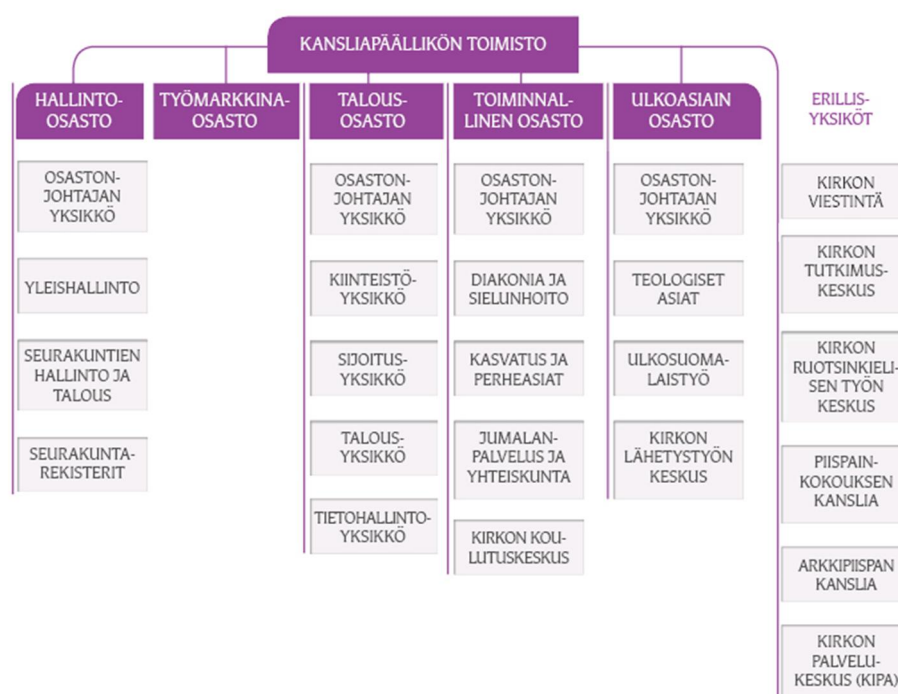 KANSLIAPÄÄLLIKÖN TOIMISTO
HALLINTO-
OSASTO
TYÖMARKKINA-
OSASTO
TALOUS-
OSASTO
TOIMINNAL-
LINEN OSASTO
ULKOASIAIN
OSASTO
ERILLIS-
YKSIKÖT
OSASTON-
JOHTAJAN
YKSIKKÖ
YLEISHALLINTO
SEURAKUNTIEN
HALLINTO JA
TALOUS
SEURAKUNTA-
REKISTERIT
OSASTON-
JOHTAJAN
YKSIKKÖ
KIINTEISTÖ-
YKSIKKÖ
SIJOITUS-
YKSIKKÖ
TALOUS-
YKSIKKÖ
TIETOHALLINTO-
YKSIKKÖ
OSASTON-
JOHTAJAN
YKSIKKÖ
DIAKONIA JA
SIELUNHOITO
KASVATUS JA
PERHEASIAT
JUMALAN-
PALVELUS JA
YHTEISKUNTA
KIRKON KOU-
LUTUSKESKUS
OSASTON-
JOHTAJAN
YKSIKKÖ
TEOLOGISET
ASIAT
ULKOSUOMA-
LAISTYÖ
KIRKON
LÄHETYSTYÖN
KESKUS
KIRKON
VIESTINTÄ
KIRKON
TUTKIMUS-
KESKUS
KIRKON
RUOTSINKIELI-
SEN TYÖN
KESKUS
PIISPAIN-
KOKOUKSEN
KANSLIA
ARKKIPIISPAN
KANSLIA
KIRKON
PALVELU-
KESKUS (KIPA)